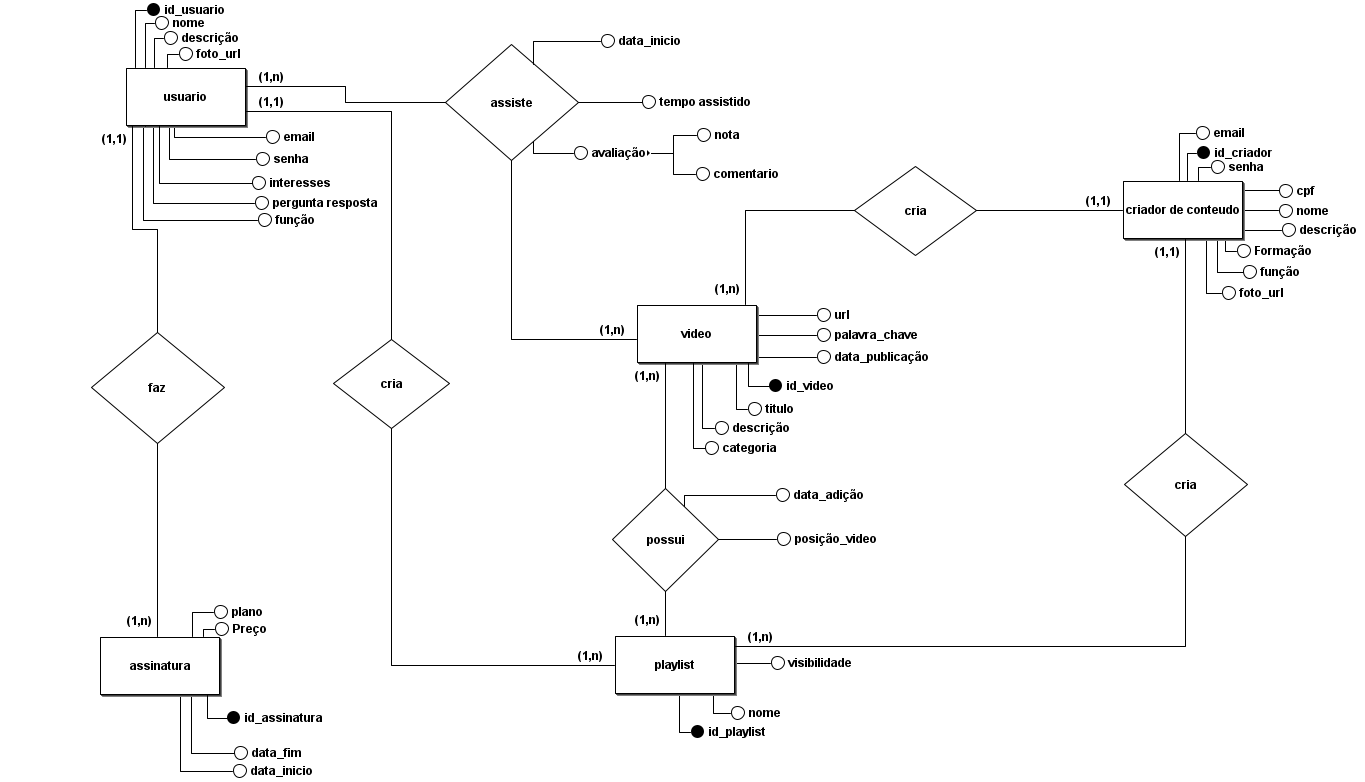 id_usuario
nome
descrição
foto_url
usuario
(1,n)
(1,1)
(1,1)
email
senha
interesses
pergunta resposta
função
assiste
data_inicio
tempo assistido
avaliação
nota
comentario
cria
(1,1)
email
id_criador
senha
criador de conteudo
cpf
nome
descrição
Formação
função
foto_url
(1,1)
(1,n)
(1,n)
video
url
palavra_chave
data_publicação
(1,n)
id_video
titulo
descrição
categoria
faz
cria
cria
possui
data_adição
posição_video
(1,n)
plano
Preço
assinatura
id_assinatura
data_fim
data_inicio
(1,n)
(1,n)
(1,n)
playlist
visibilidade
nome
id_playlist